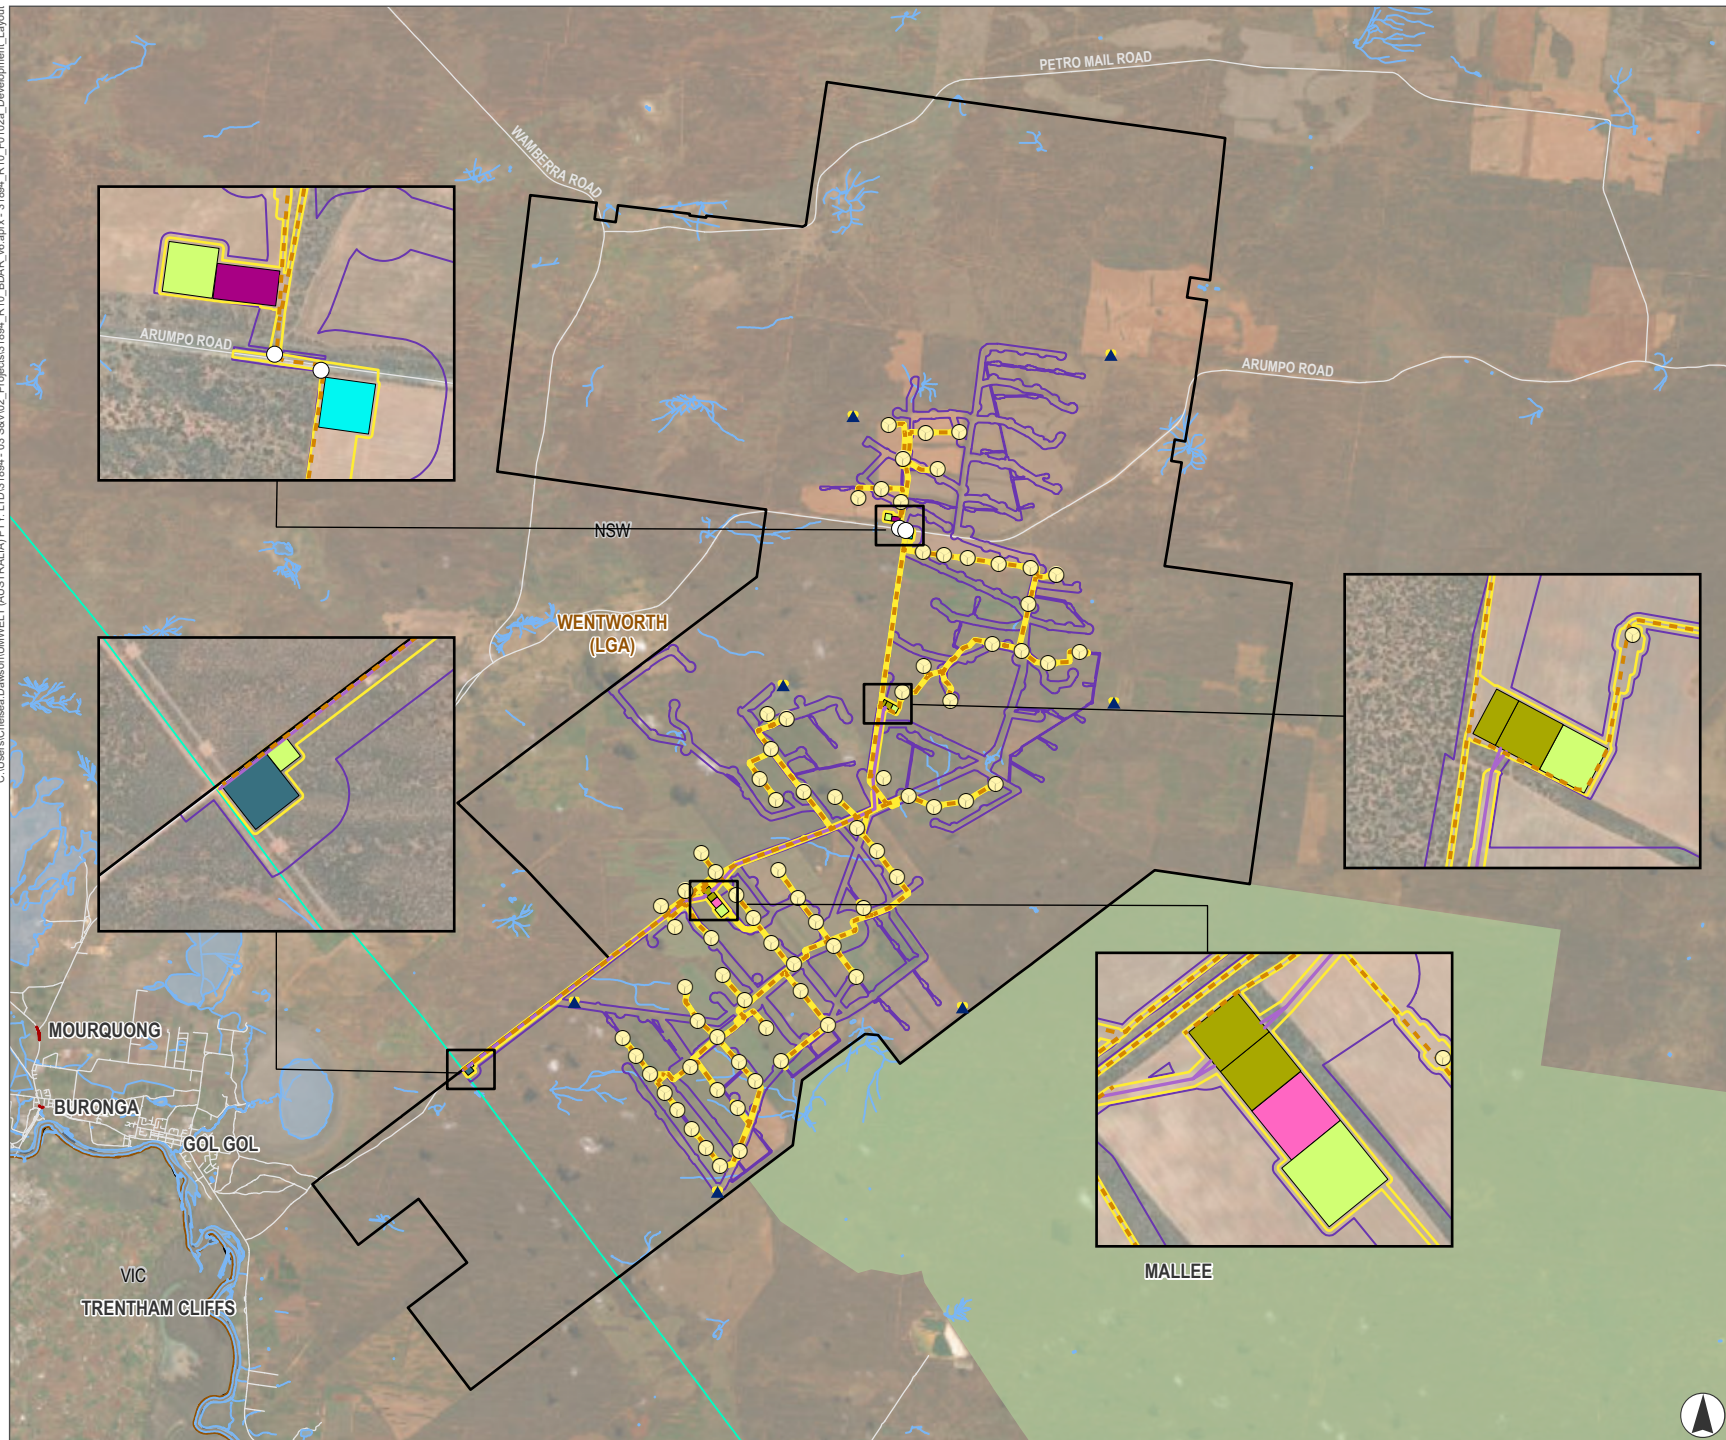 PETRO MAIL ROAD
WAMBERRA ROAD
ARUMPO ROAD
ARUMPO ROAD
NSW
WENTWORTH
(LGA)
MOURQUONG
BURONGA
GOL GOL
VIC
TRENTHAM CLIFFS
MALLEE